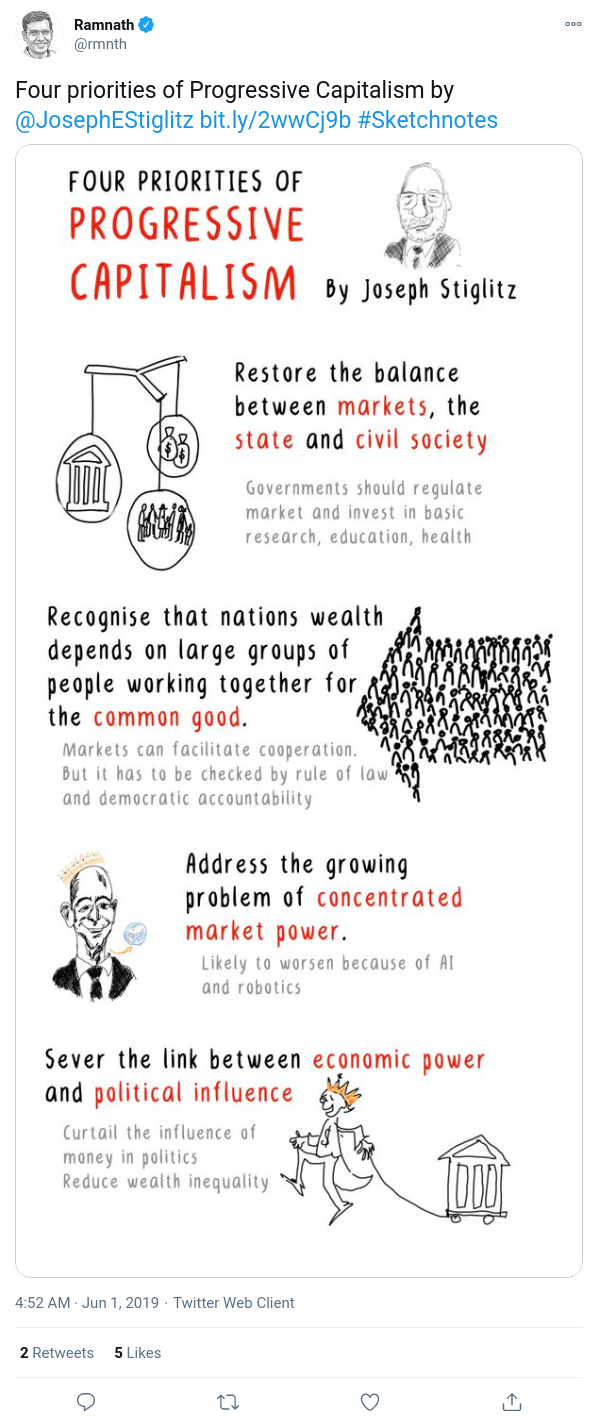 Ramnath
@rmnth
Four priorities of Progressive Capitalism by
@JosephEStiglitz bit.ly/2wwCj9b #Sketchnotes
FOUR PRIORITIES OF
PROGRESSIVE
CAPITALISM
By Joseph Stiglitz
Restore the balance
between markets, the
state and civil society
Governments should regulate
market and invest in basic
research, education, health
$ $
Recognise that nations wealth
depends on large groups of
people working together for
the common good.
Markets can facilitate cooperation.
But it has to be checked by rule of law
and democratic accountability
Address the growing
problem of concentrated
market power.
Likely to worsen because of AI
and robotics
Sever the link between economic power
and political influence
Curtail the influence of
money in politics
Reduce wealth inequality
4:52 AM · Jun 1, 2019 · Twitter Web Client
2 Retweets 5 Likes